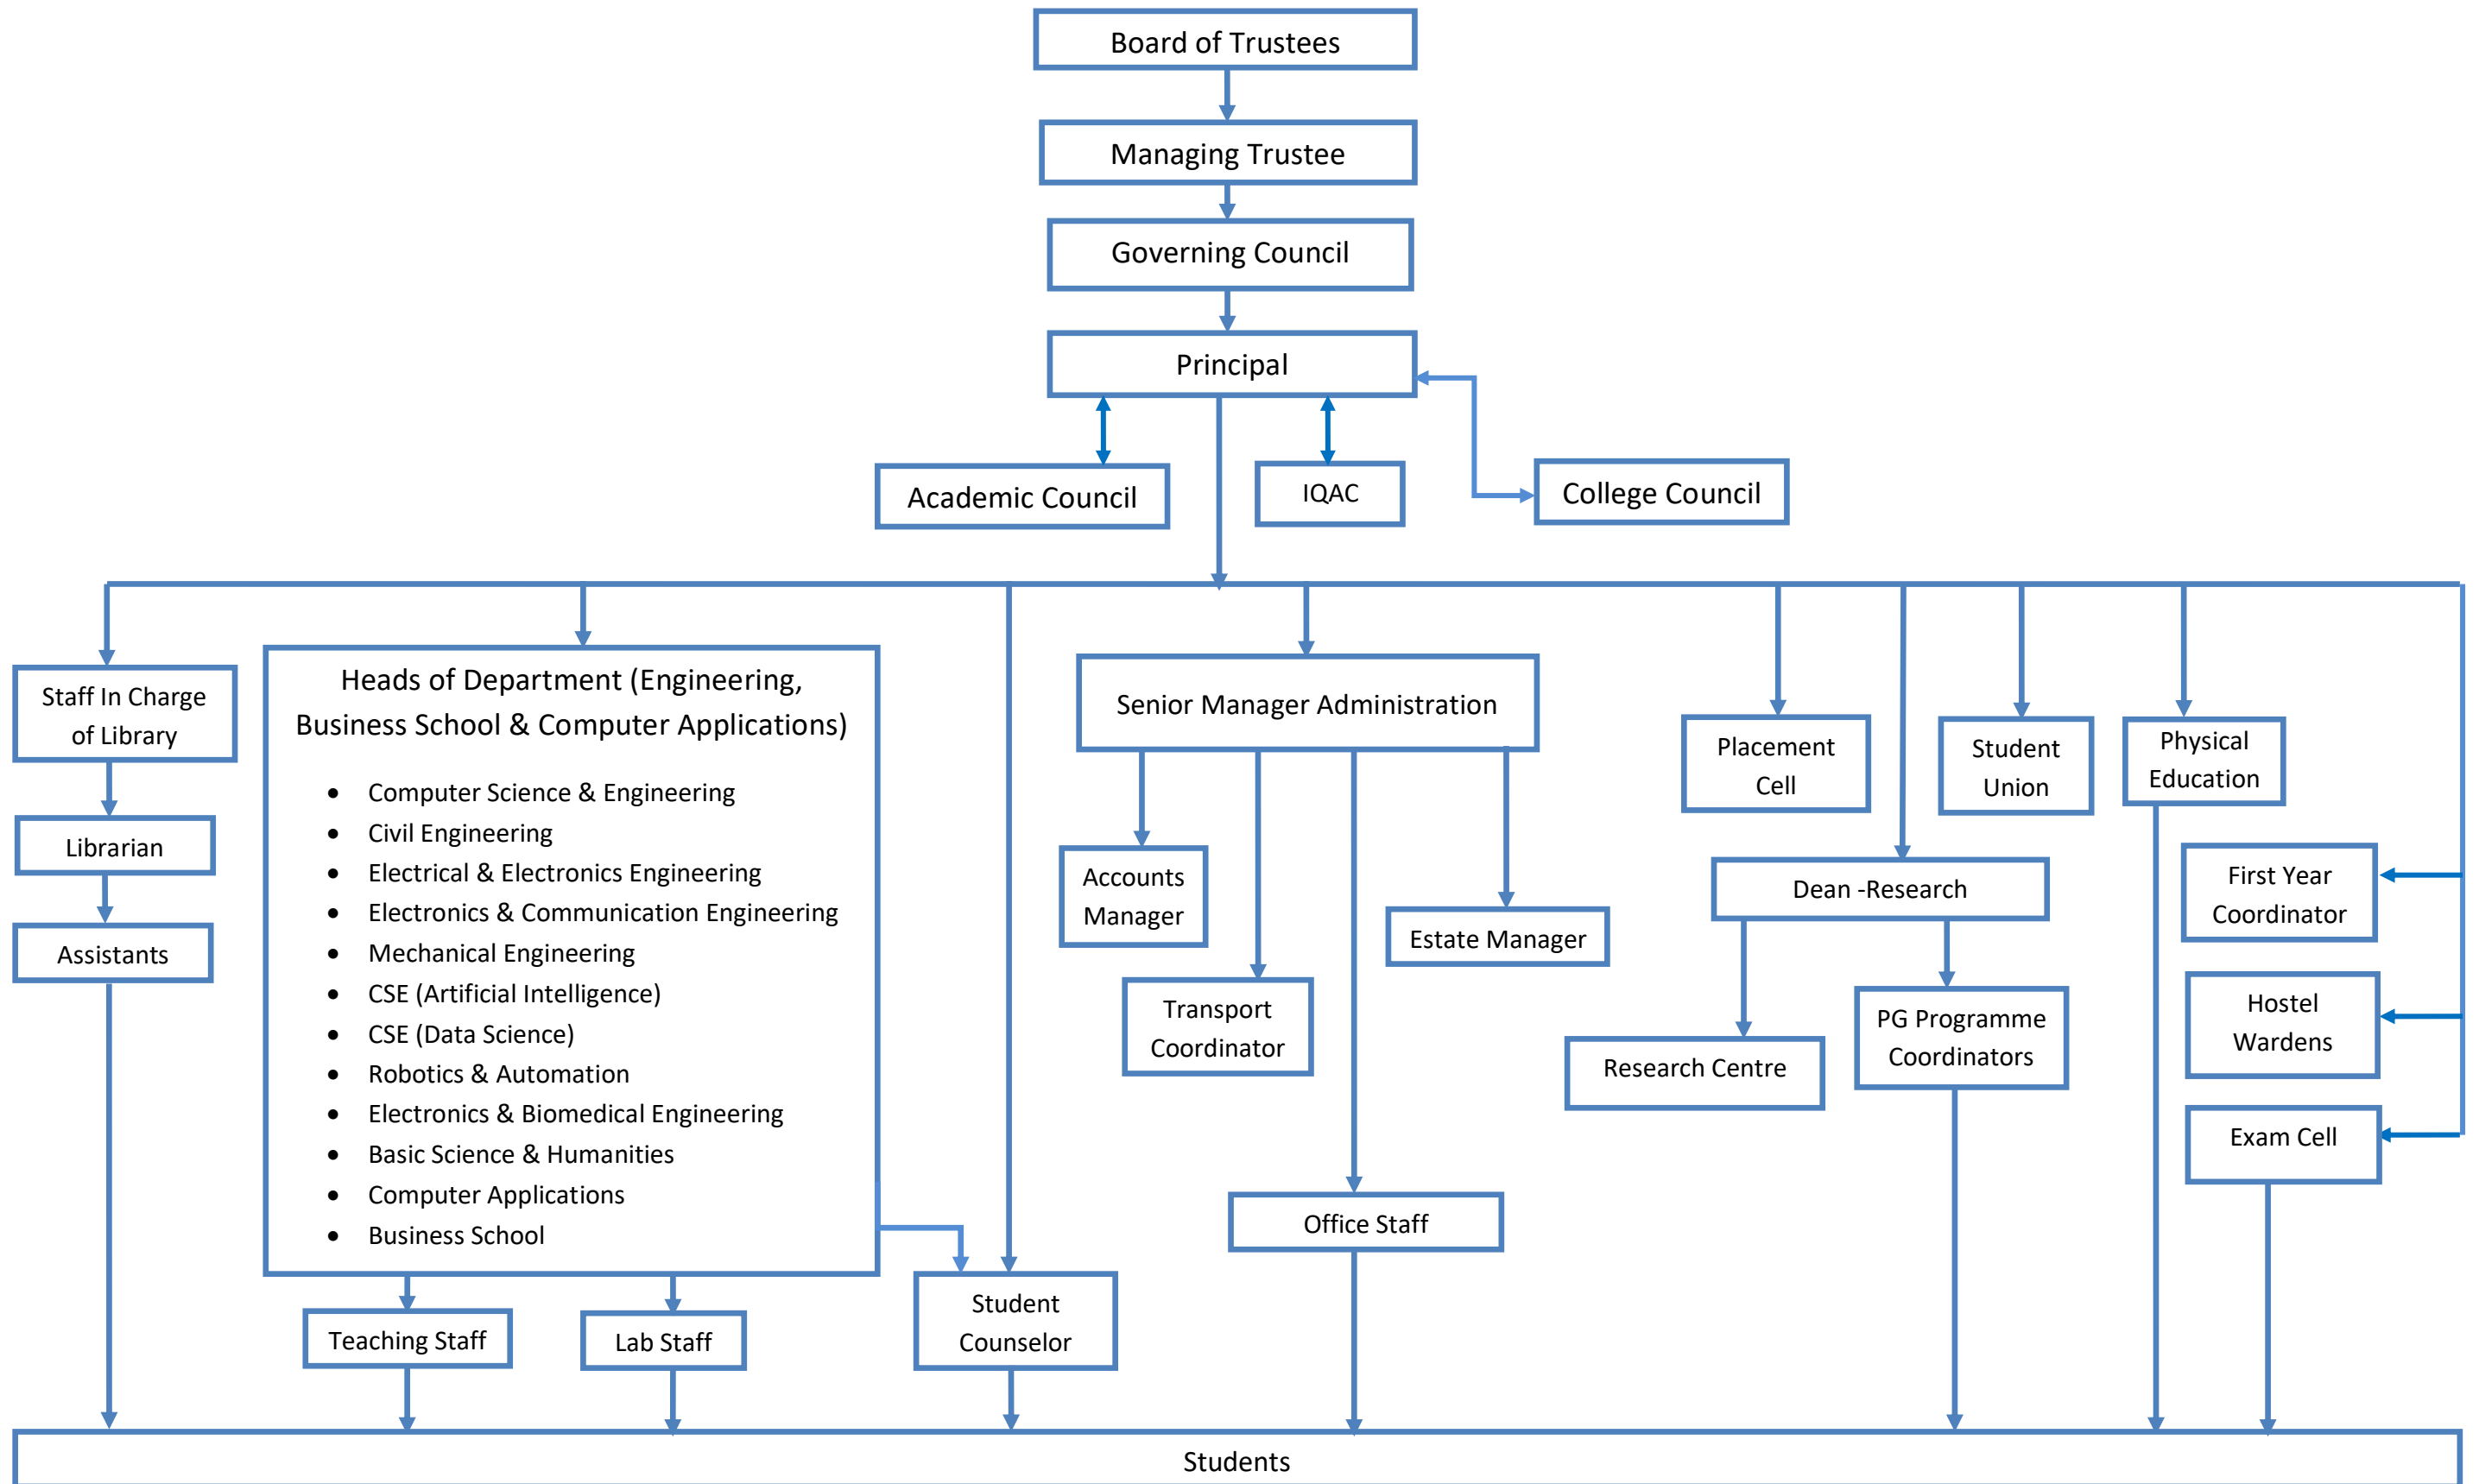 Board of Trustees
Managing Trustee
Governing Council
Principal
Academic Council
IQAC
College Council
Staff In Charge
of Library
Librarian
Assistants
Heads of Department (Engineering,
Business School & Computer Applications)
• Computer Science & Engineering
• Civil Engineering
• Electrical & Electronics Engineering
• Electronics & Communication Engineering
• Mechanical Engineering
• CSE (Artificial Intelligence)
• CSE (Data Science)
• Robotics & Automation
• Electronics & Biomedical Engineering
• Basic Science & Humanities
• Computer Applications
• Business School
Teaching Staff
Lab Staff
Student
Counselor
Senior Manager Administration
Accounts
Manager
Transport
Coordinator
Office Staff
Estate Manager
Placement
Cell
Dean -Research
Research Centre
PG Programme
Coordinators
Student
Union
Physical
Education
First Year
Coordinator
Hostel
Wardens
Exam Cell
Students